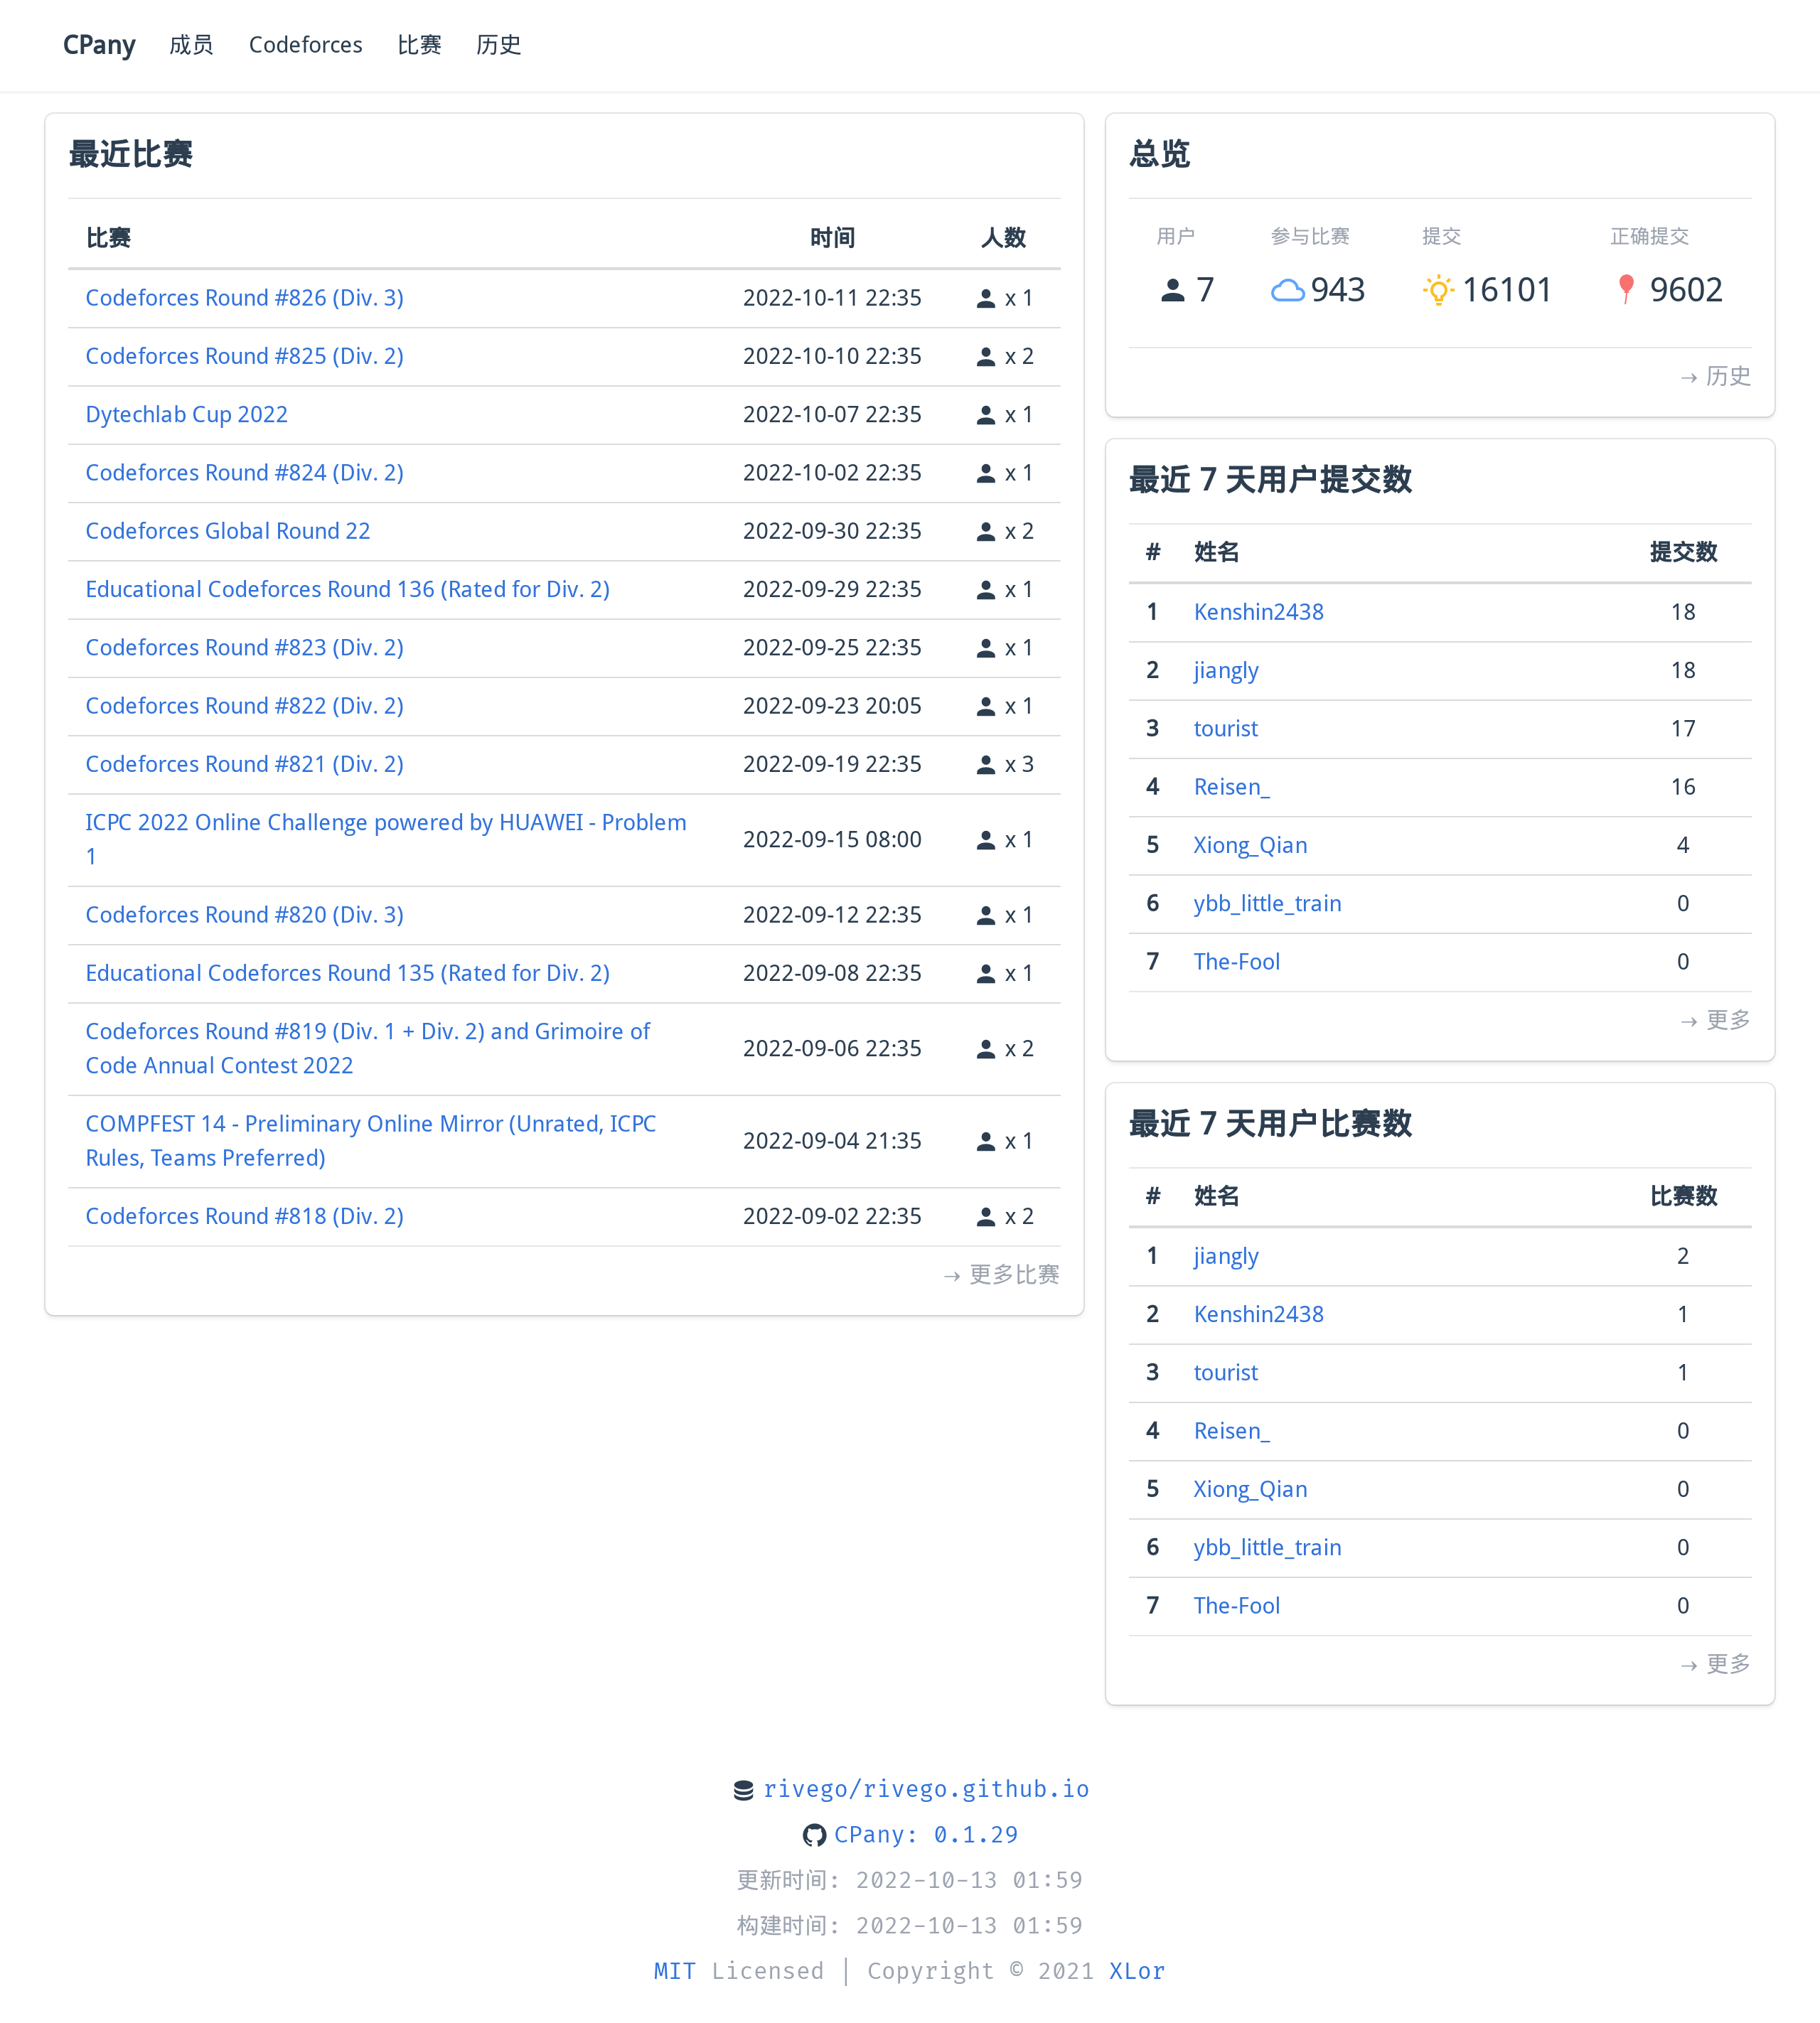 CPany 成员 Codeforces 比赛 历史
最近比赛
比赛 时间 人数
Codeforces Round #826 (Div. 3) 2022-10-11 22:35 x 1
Codeforces Round #825 (Div. 2) 2022-10-10 22:35 x 2
Dytechlab Cup 2022 2022-10-07 22:35 x 1
Codeforces Round #824 (Div. 2) 2022-10-02 22:35 x 1
Codeforces Global Round 22 2022-09-30 22:35 x 2
Educational Codeforces Round 136 (Rated for Div. 2) 2022-09-29 22:35 x 1
Codeforces Round #823 (Div. 2) 2022-09-25 22:35 x 1
Codeforces Round #822 (Div. 2) 2022-09-23 20:05 x 1
Codeforces Round #821 (Div. 2) 2022-09-19 22:35 x 3
ICPC 2022 Online Challenge powered by HUAWEI - Problem
1 2022-09-15 08:00 x 1
Codeforces Round #820 (Div. 3) 2022-09-12 22:35 x 1
Educational Codeforces Round 135 (Rated for Div. 2) 2022-09-08 22:35 x 1
Codeforces Round #819 (Div. 1 + Div. 2) and Grimoire of
Code Annual Contest 2022 2022-09-06 22:35 x 2
COMPFEST 14 - Preliminary Online Mirror (Unrated, ICPC
Rules, Teams Preferred) 2022-09-04 21:35 x 1
Codeforces Round #818 (Div. 2) 2022-09-02 22:35 x 2
→ 更多比赛
总览
用户 参与比赛 提交 正确提交
7 943 16101 9602
→ 历史
最近 7 天用户提交数
# 姓名 提交数
1 Kenshin2438 18
2 jiangly 18
3 tourist 17
4 Reisen_ 16
5 Xiong_Qian 4
6 ybb_little_train 0
7 The-Fool 0
→ 更多
最近 7 天用户比赛数
# 姓名 比赛数
1 jiangly 2
2 Kenshin2438 1
3 tourist 1
4 Reisen_ 0
5 Xiong_Qian 0
6 ybb_little_train 0
7 The-Fool 0
→ 更多
rivego/rivego.github.io
CPany: 0.1.29
更新时间: 2022-10-13 01:59
构建时间: 2022-10-13 01:59
MIT Licensed | Copyright © 2021 XLor